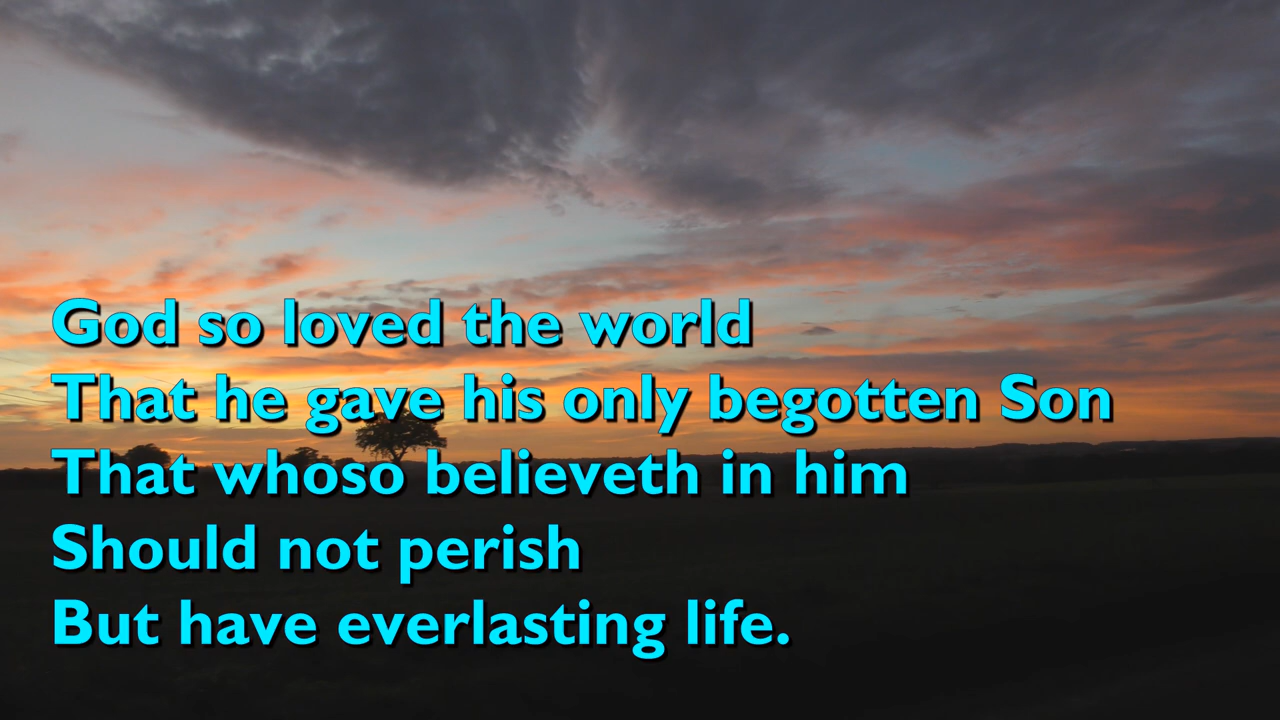 God so loved the world
That he gave his only begotten Son
That whoso believeth in him
Should not perish
But have everlasting life.